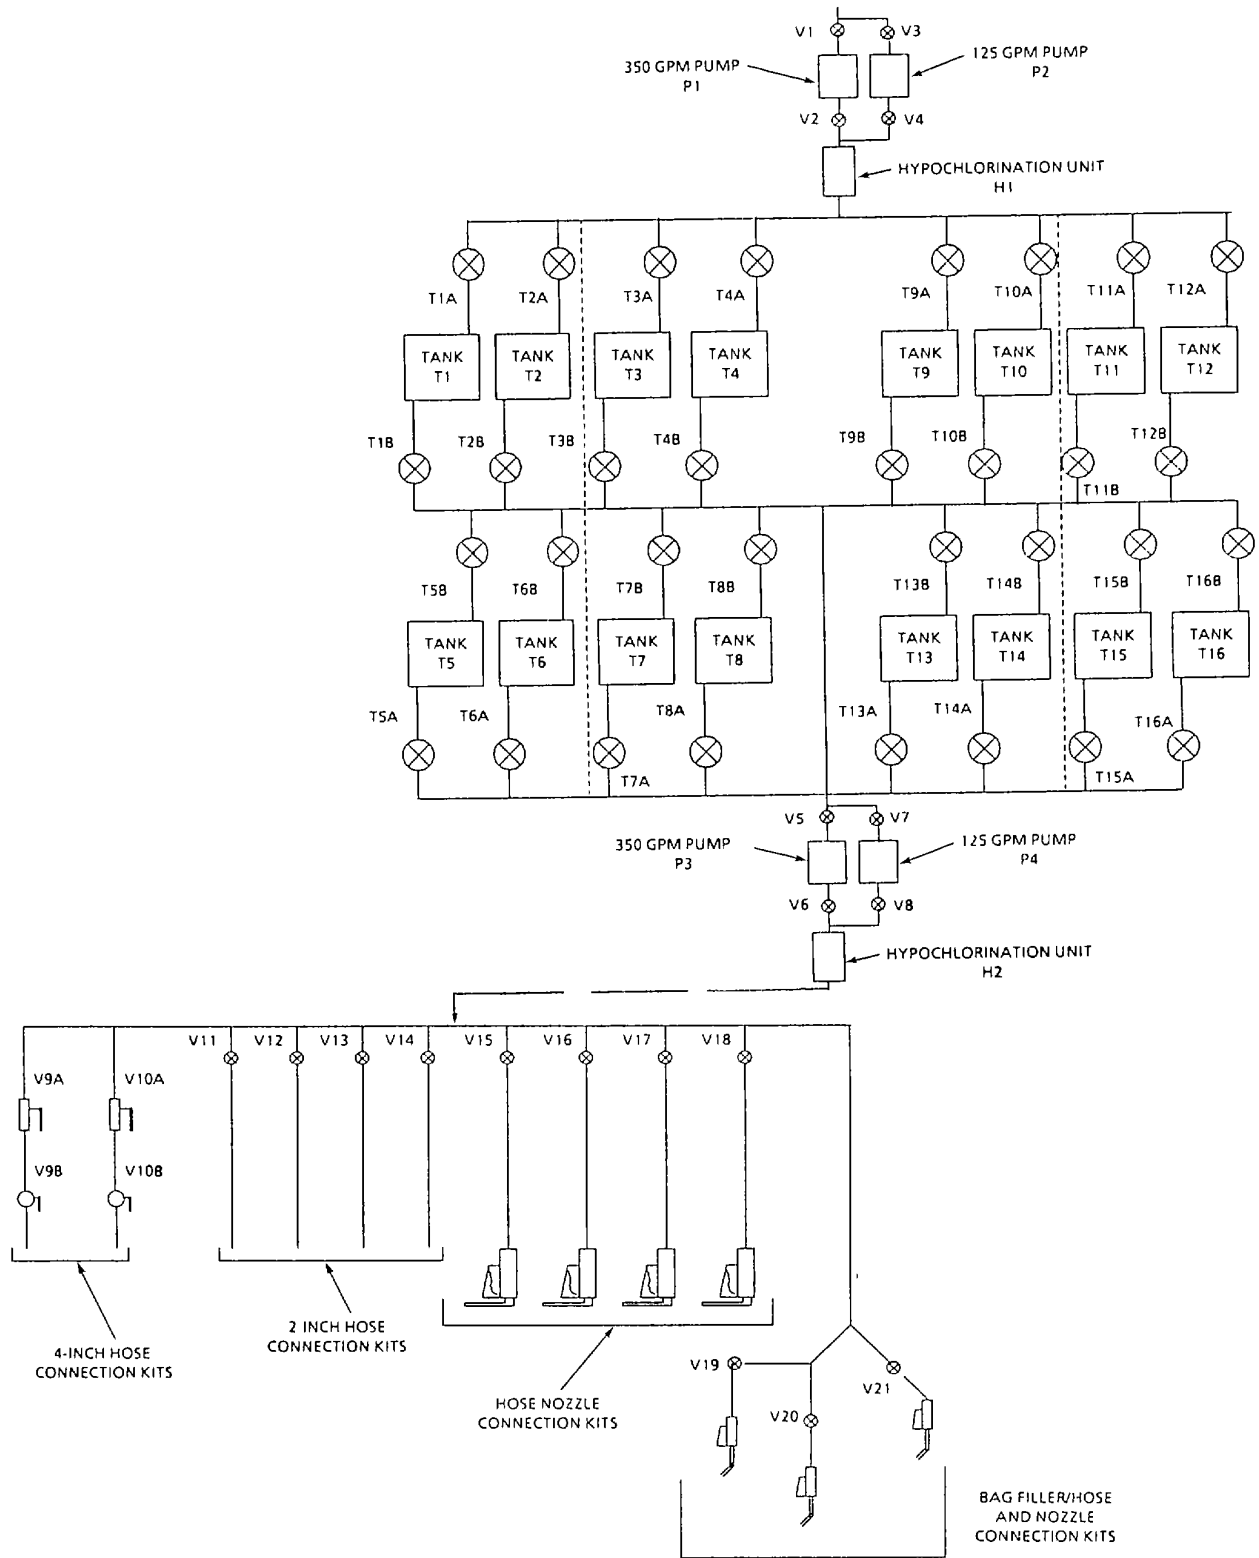 V1
V3
350 GPM PUMP
P1
125 GPM PUMP
P2
V2
V4
HYPOCHLORINATION UNIT
H1
T1A
T2A
T3A
T4A
T9A
T10A
T11A
T12A
TANK
T1
TANK
T2
TANK
T3
TANK
T4
TANK
T9
TANK
T10
TANK
T11
TANK
T12
T1B
T2B
T3B
T4B
T9B
T10B
T11B
T12B
T5B
T6B
T7B
T8B
T13B
T14B
T15B
T16B
TANK
T5
TANK
T6
TANK
T7
TANK
T8
TANK
T13
TANK
T14
TANK
T15
TANK
T16
T5A
T6A
T7A
T8A
T13A
T14A
T15A
T16A
V5
V7
350 GPM PUMP
P3
125 GPM PUMP
P4
V6
V8
HYPOCHLORINATION UNIT
H2
V11
V12
V13
V14
V15
V16
V17
V18
V9A
V10A
V9B
V10B
4-INCH HOSE
CONNECTION KITS
2 INCH HOSE
CONNECTION KITS
HOSE NOZZLE
CONNECTION KITS
V19
V20
V21
BAG FILLER/HOSE
AND NOZZLE
CONNECTION KITS